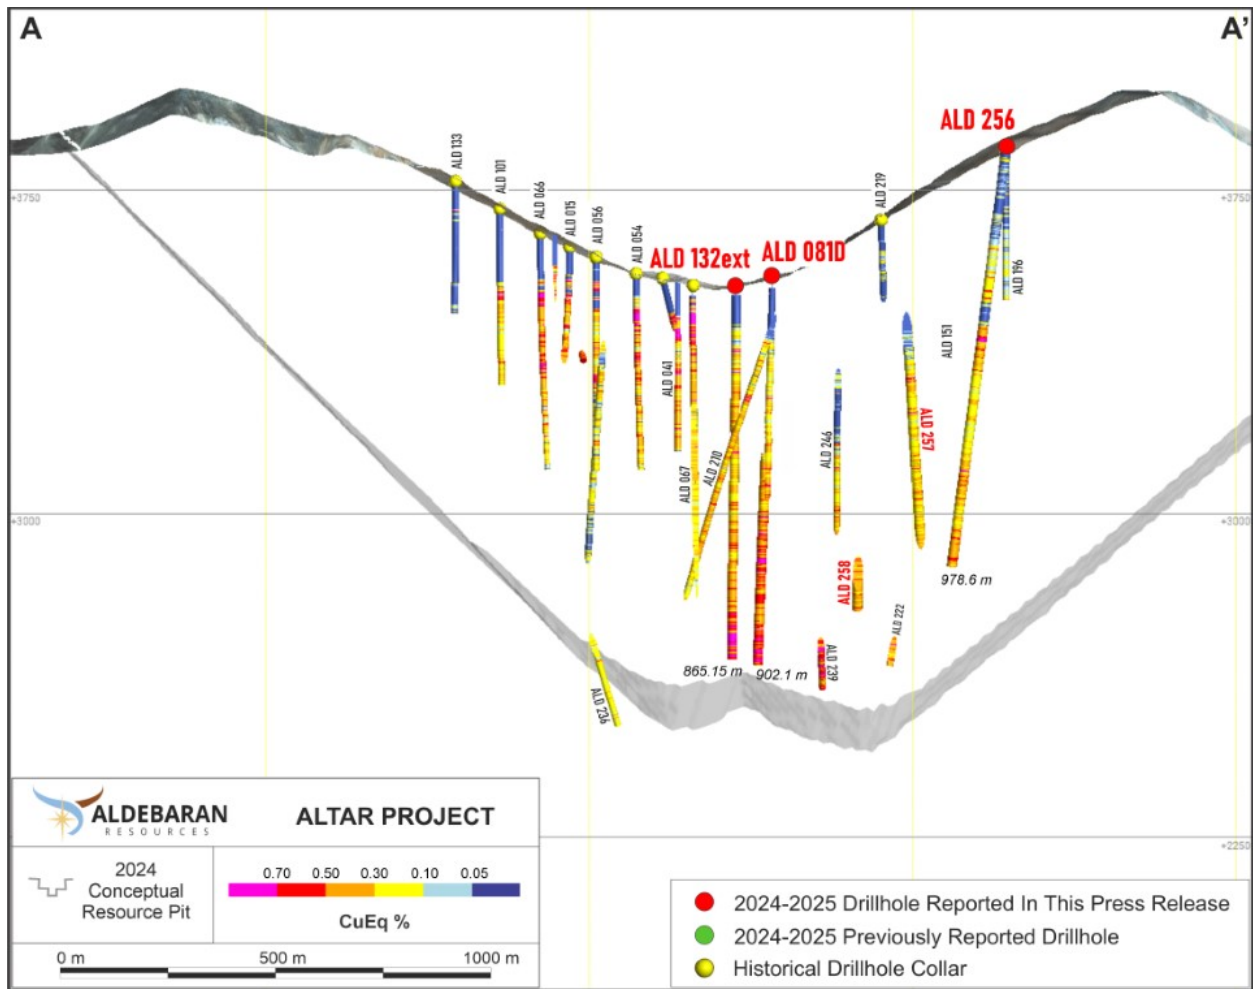 A
A'
ALD 256
ALD 133
ALD 101
ALD 066
ALD 015
ALD 056
ALD 054
ALD 132ext
ALD 081D
ALD 219
+3750
+3750
ALD 196
ALD 151
ALD 041
ALD 067
ALD 210
ALD 246
ALD 257
+3000
+3000
978.6 m
ALD 258
ALD 222
865.15 m
902.1 m
ALD 239
ALD 236
+2250
ALDEBARAN
RESOURCES
ALTAR PROJECT
2024
Conceptual
Resource Pit
0.70 0.50 0.30 0.10 0.05
CuEq %
0 m 500 m 1000 m
2024-2025 Drillhole Reported In This Press Release
2024-2025 Previously Reported Drillhole
Historical Drillhole Collar